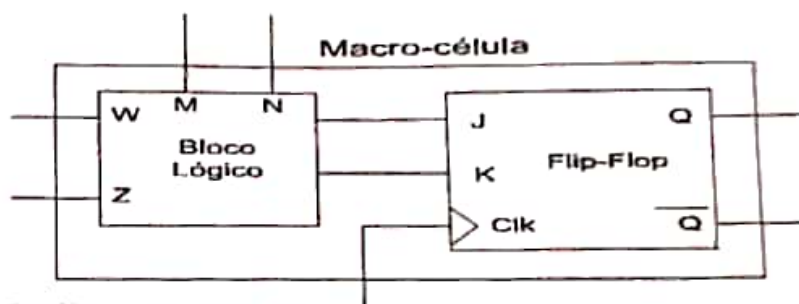 Macro-célula
W M N
Bloco
Lógico
Z
J Q
K Flip-Flop
Clk Q